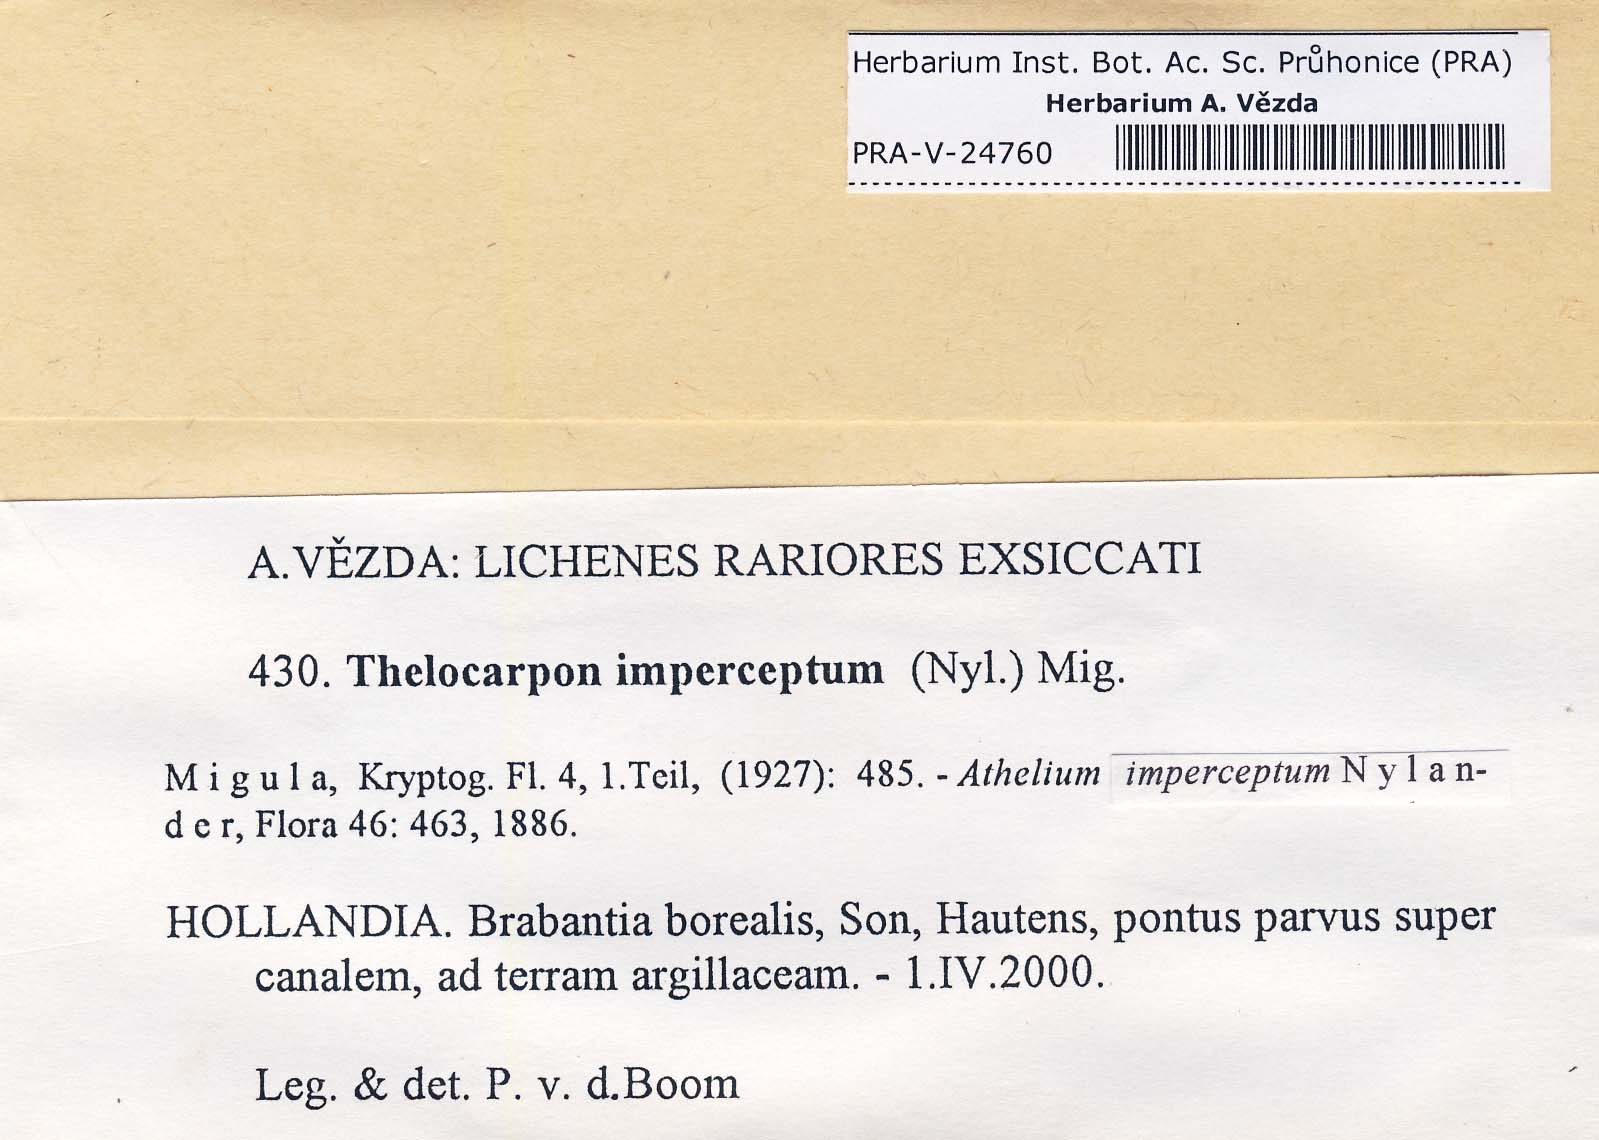 Herbarium Inst. Bot. Ac. Sc. Průhonice (PRA)
Herbarium A. Vězda
PRA-V-24760
A.VĚZDA: LICHENES RARIORES EXSICCATI
430. Thelocarpon imperceptum (Nyl.) Mig.
M i g u l a, Kryptog. Fl. 4, 1.Teil, (1927): 485. - Athelium imperceptum N y l a n-
d e r, Flora 46: 463, 1886.
HOLLANDIA. Brabantia borealis, Son, Hautens, pontus parvus super
canalem, ad terram argillaceam. - 1.IV.2000.
Leg. & det. P. v. d.Boom